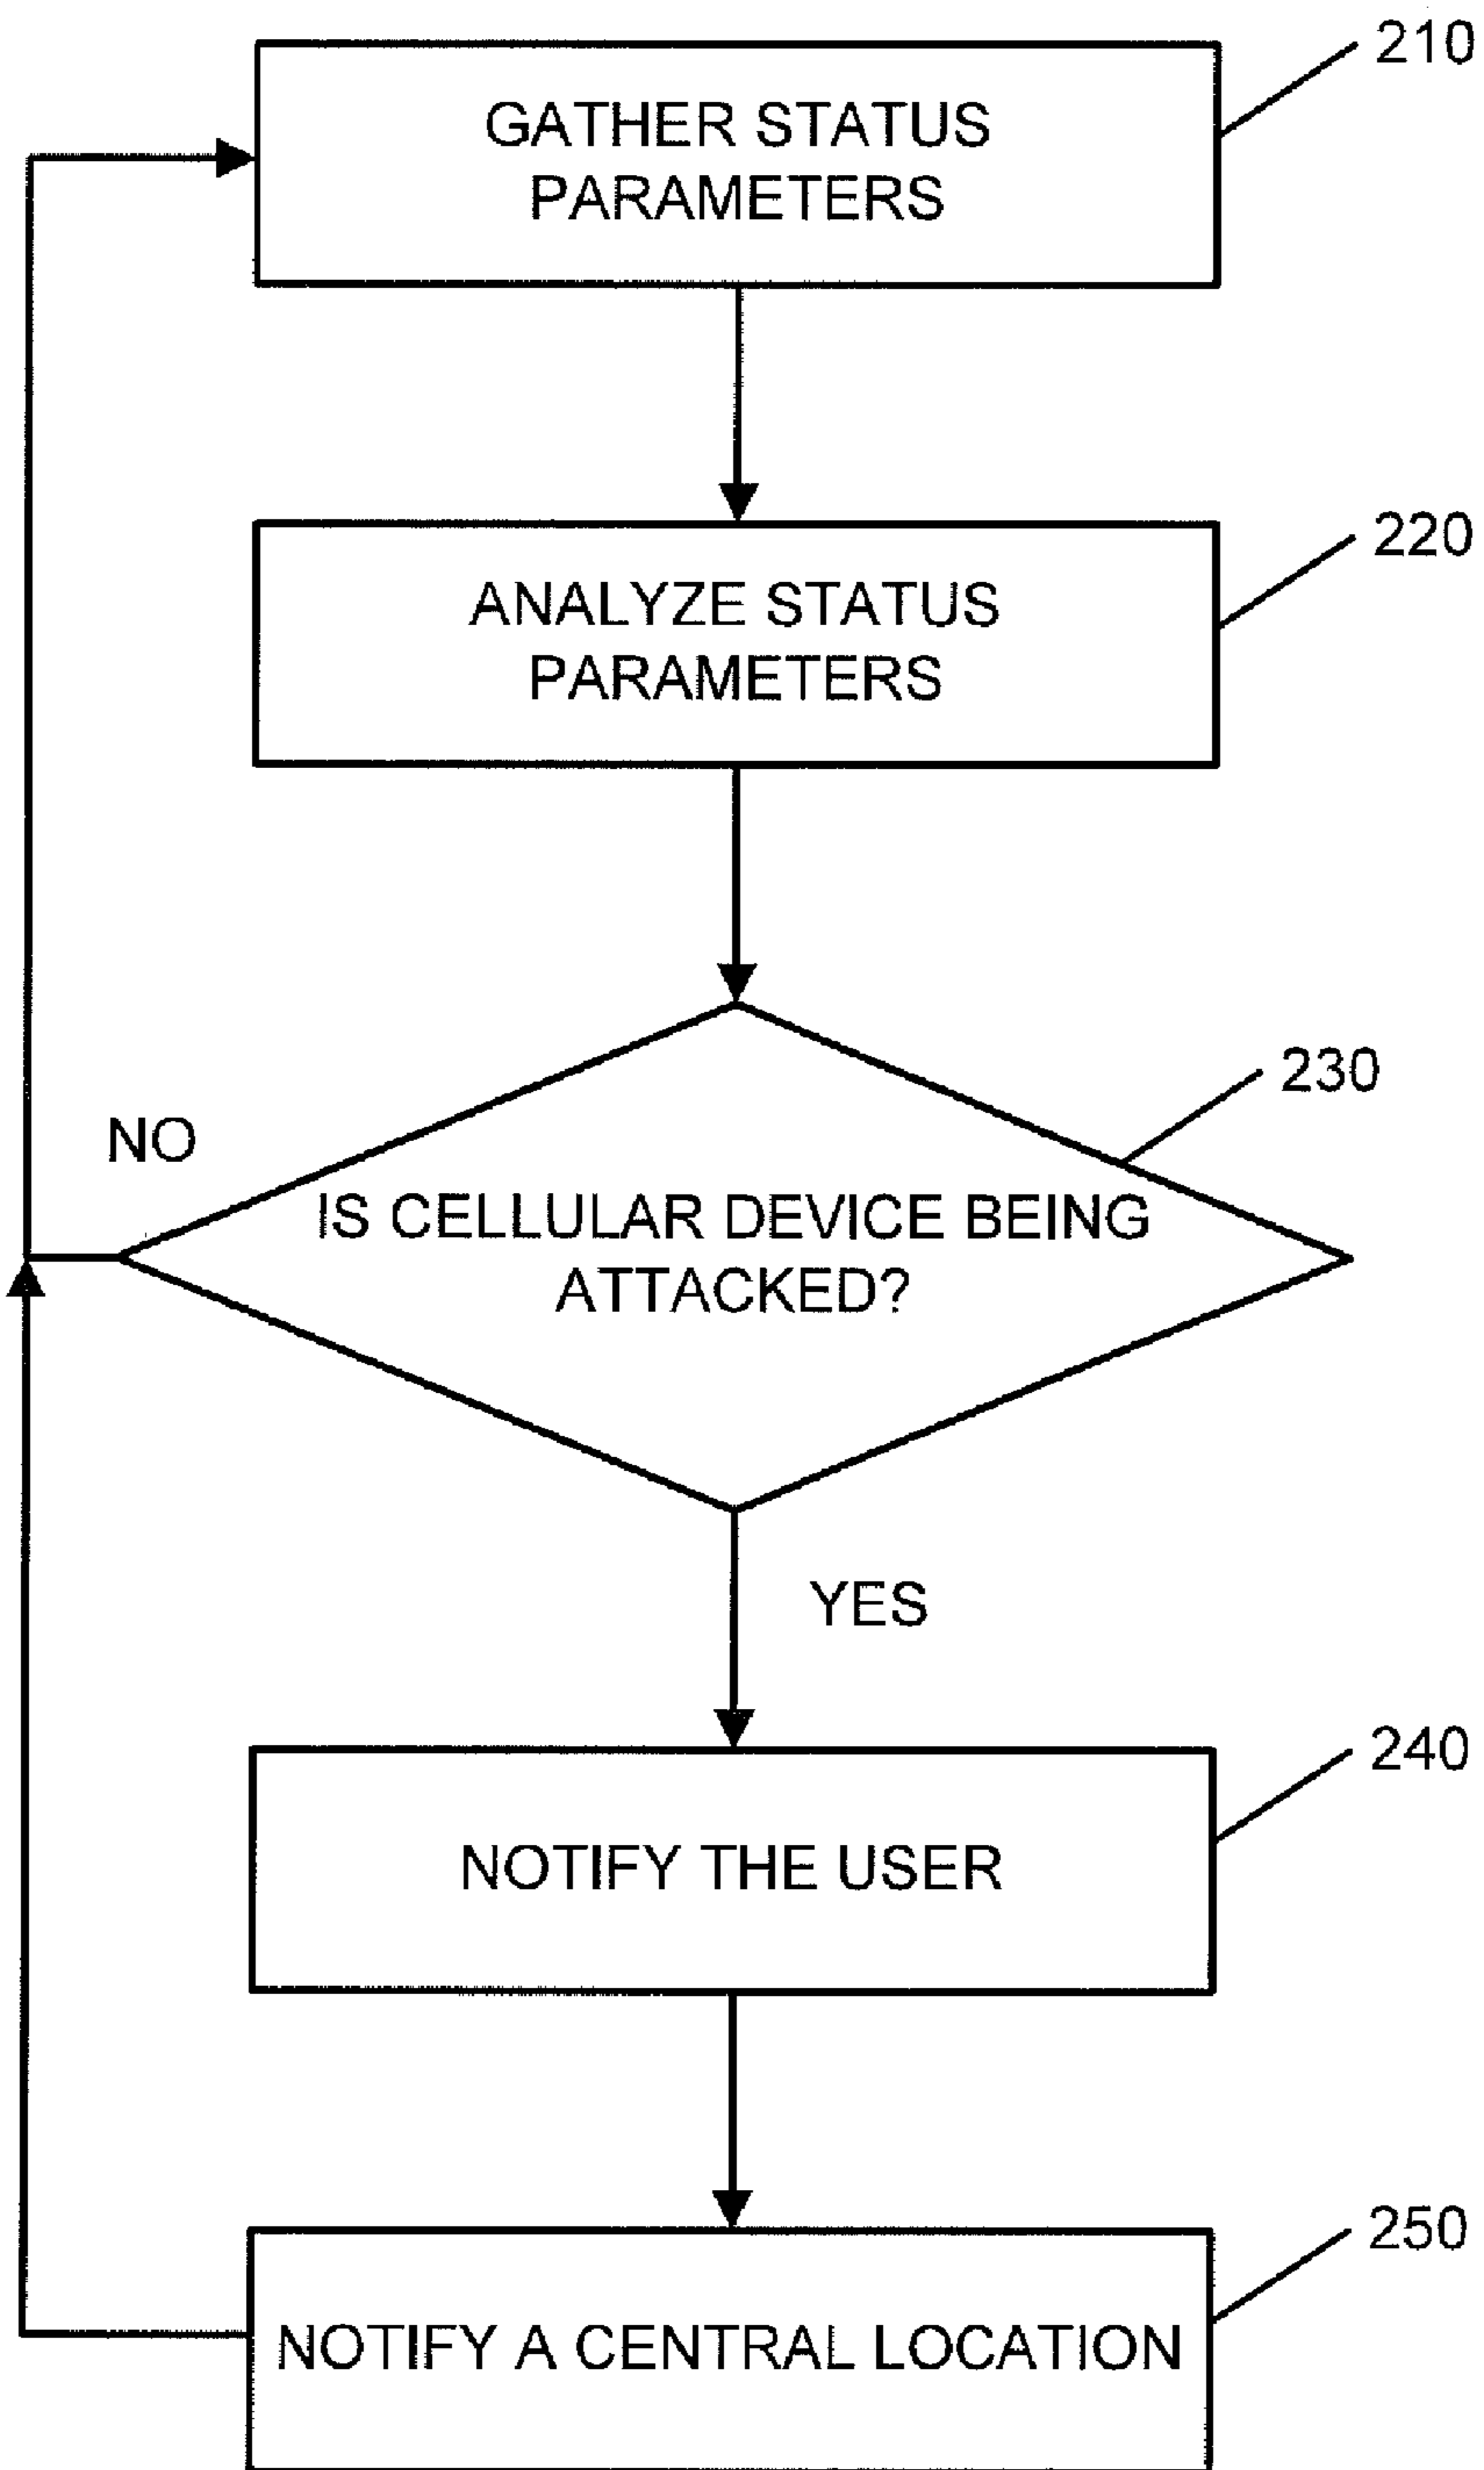 210
GATHER STATUS
PARAMETERS
220
ANALYZE STATUS
PARAMETERS
230
NO
IS CELLULAR DEVICE BEING
ATTACKED?
YES
240
NOTIFY THE USER
250
NOTIFY A CENTRAL LOCATION